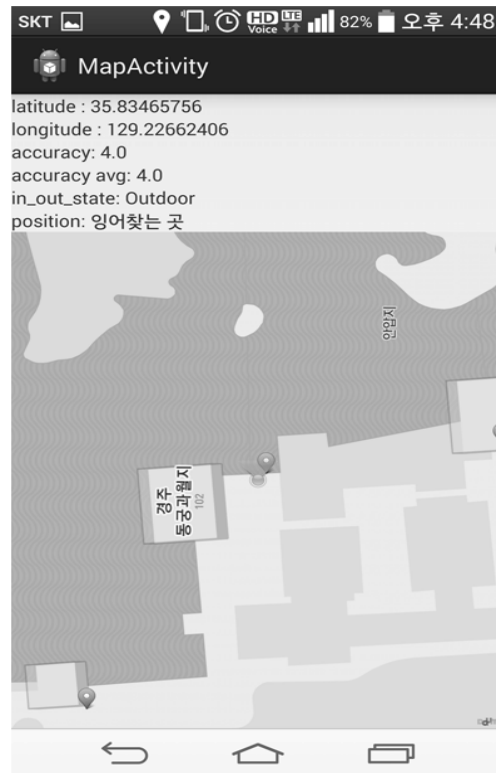 SKT HD Voice LTE 82% 오후 4:48
MapActivity
latitude : 35.83465756
longitude : 129.22662406
accuracy: 4.0
accuracy avg: 4.0
in_out_state: Outdoor
position: 잉어찾는 곳
안압지
경주
동궁과월지
102